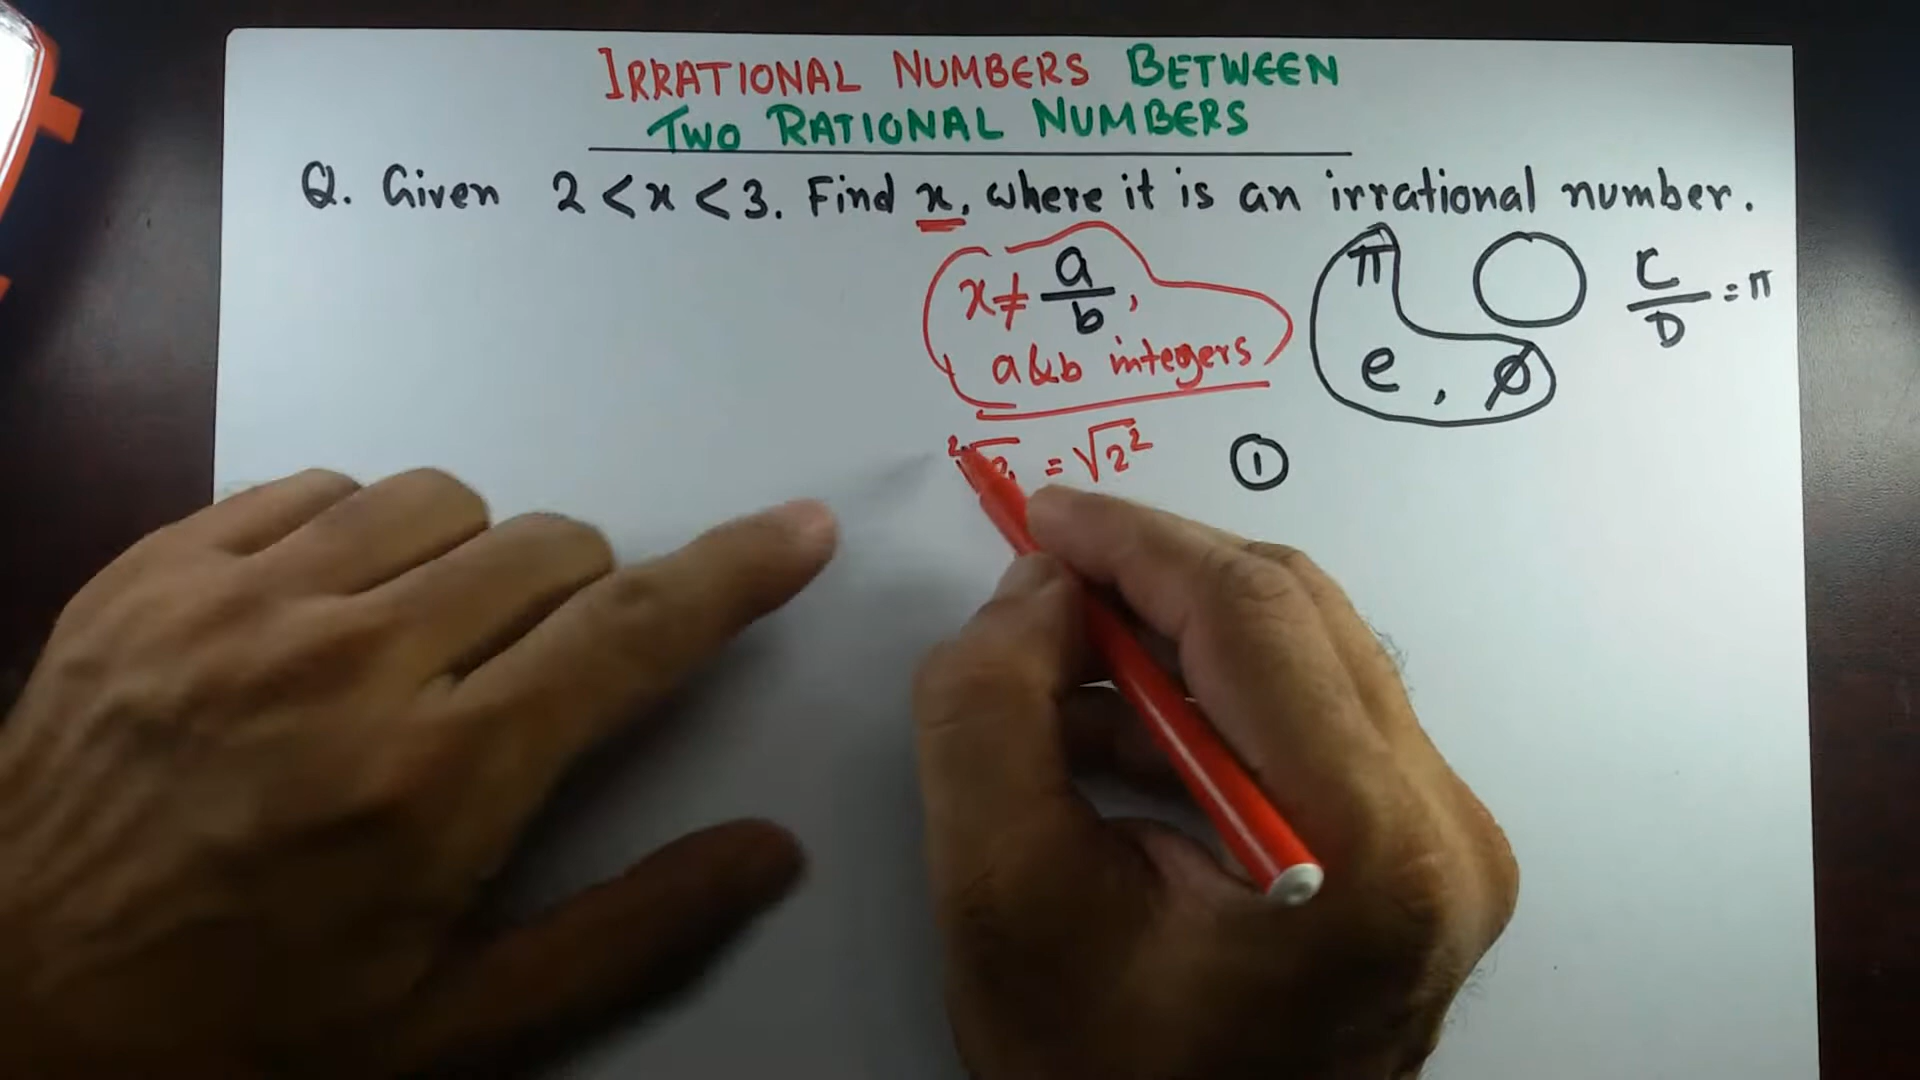 IRRATIONAL NUMBERS BETWEEN
TWO RATIONAL NUMBERS
Q. Given 2 < x < 3. Find x, where it is an irrational number.
x ≠ a/b,
a & b integers
π
e, ϕ
C/D = π
= √2²
①